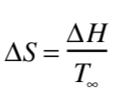 ΔS = ΔH / T∞